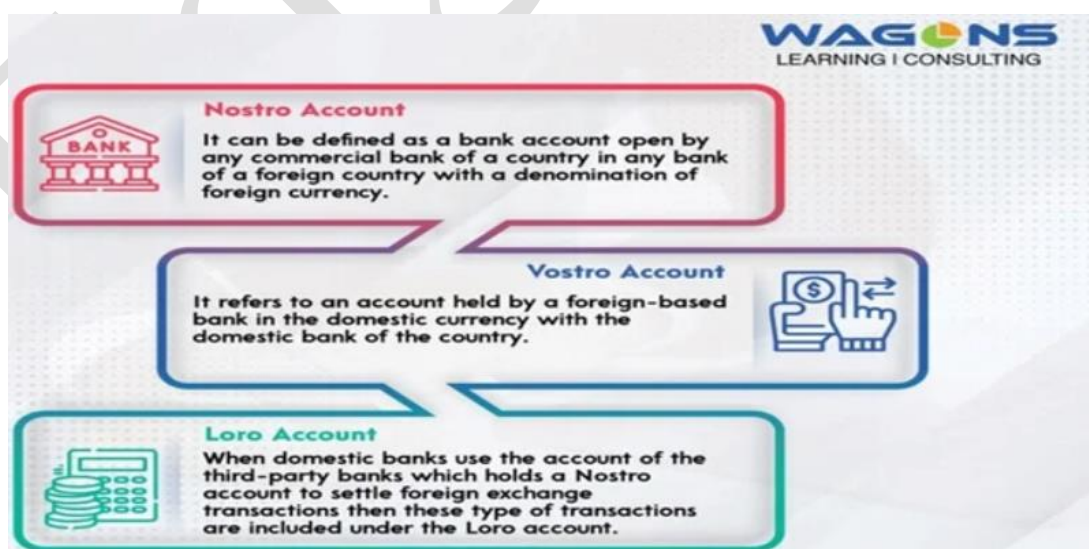 WAGONS
LEARNING I CONSULTING
Nostro Account
BANK
It can be defined as a bank account open by
any commercial bank of a country in any bank
of a foreign country with a denomination of
foreign currency.
Vostro Account
It refers to an account held by a foreign-based
bank in the domestic currency with the
domestic bank of the country.
$
Loro Account
When domestic banks use the account of the
third-party banks which holds a Nostro
account to settle foreign exchange
transactions then these type of transactions
are included under the Loro account.